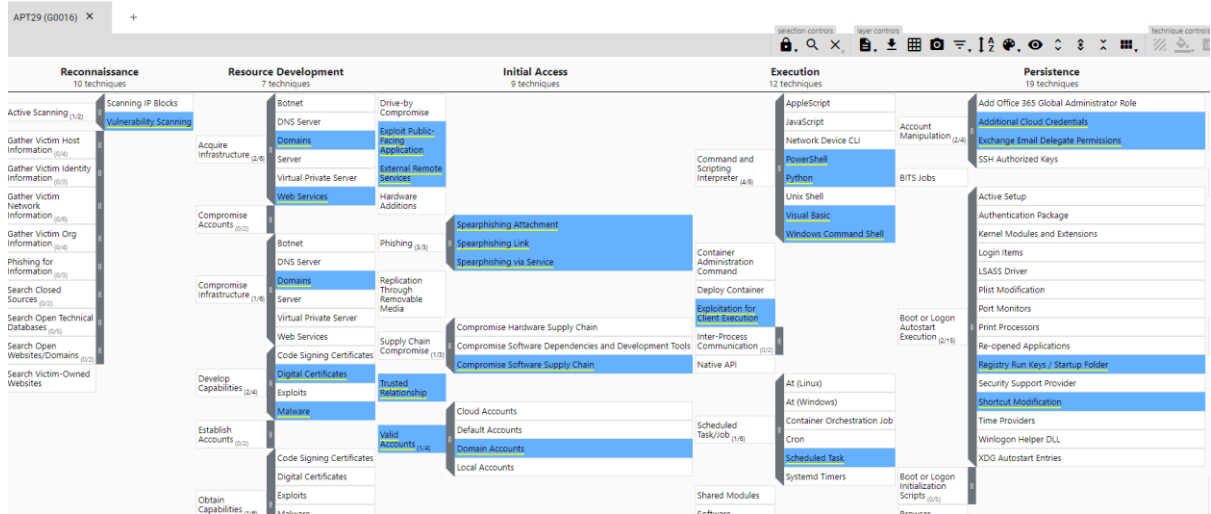 APT29 (G0016) ×
+
selection controls
layer controls
technique controls
Reconnaissance
10 techniques
Active Scanning (1/2)
Scanning IP Blocks
Vulnerability Scanning
Gather Victim Host
Information (0/4)
Gather Victim Identity
Information (0/3)
Gather Victim
Network
Information (0/6)
Gather Victim Org
Information (0/4)
Phishing for
Information (0/3)
Search Closed
Sources (0/2)
Search Open Technical
Databases (0/5)
Search Open
Websites/Domains (0/2)
Search Victim-Owned
Websites
Resource Development
7 techniques
Acquire
Infrastructure (2/6)
Botnet
DNS Server
Domains
Server
Virtual Private Server
Web Services
Compromise
Accounts (0/2)
Compromise
Infrastructure (1/6)
Botnet
DNS Server
Domains
Server
Virtual Private Server
Web Services
Develop
Capabilities (2/4)
Code Signing Certificates
Digital Certificates
Exploits
Malware
Establish
Accounts (0/2)
Obtain
Capabilities (1/6)
Code Signing Certificates
Digital Certificates
Exploits
Malware
Initial Access
9 techniques
Drive-by
Compromise
Exploit Public-
Facing
Application
External Remote
Services
Hardware
Additions
Phishing (3/3)
Spearphishing Attachment
Spearphishing Link
Spearphishing via Service
Replication
Through
Removable
Media
Supply Chain
Compromise (1/3)
Compromise Hardware Supply Chain
Compromise Software Dependencies and Development Tools
Compromise Software Supply Chain
Trusted
Relationship
Valid
Accounts (1/4)
Cloud Accounts
Default Accounts
Domain Accounts
Local Accounts
Execution
12 techniques
Command and
Scripting
Interpreter (4/8)
AppleScript
JavaScript
Network Device CLI
PowerShell
Python
Unix Shell
Visual Basic
Windows Command Shell
Container
Administration
Command
Deploy Container
Exploitation for
Client Execution
Inter-Process
Communication (0/2)
Native API
Scheduled
Task/Job (1/6)
At (Linux)
At (Windows)
Container Orchestration Job
Cron
Scheduled Task
Systemd Timers
Shared Modules
Software
Persistence
19 techniques
Account
Manipulation (2/4)
Add Office 365 Global Administrator Role
Additional Cloud Credentials
Exchange Email Delegate Permissions
SSH Authorized Keys
BITS Jobs
Boot or Logon
Autostart
Execution (2/15)
Active Setup
Authentication Package
Kernel Modules and Extensions
Login Items
LSASS Driver
Plist Modification
Port Monitors
Print Processors
Re-opened Applications
Registry Run Keys / Startup Folder
Security Support Provider
Shortcut Modification
Time Providers
Winlogon Helper DLL
XDG Autostart Entries
Boot or Logon
Initialization
Scripts (0/5)
Browser